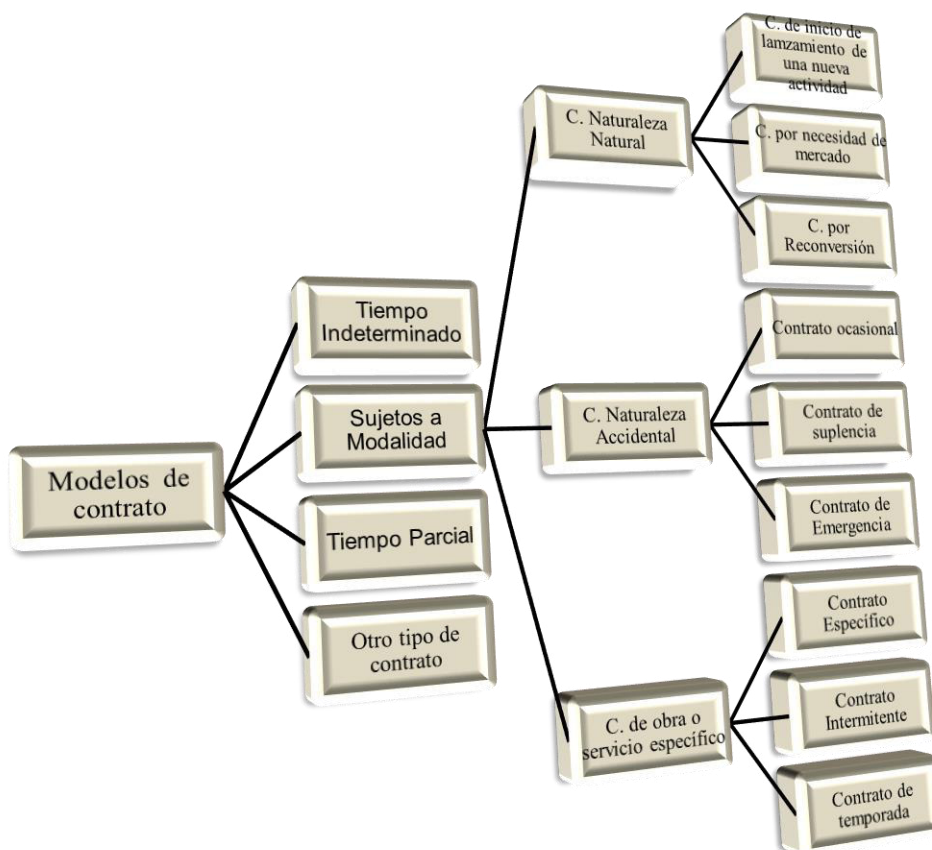 Modelos de
contrato
Tiempo
Indeterminado
Sujetos a
Modalidad
Tiempo Parcial
Otro tipo de
contrato
C. Naturaleza
Natural
C. Naturaleza
Accidental
C. de obra o
servicio específico
C. de inicio de
lamzamiento de
una nueva
actividad
C. por necesidad de
mercado
C. por
Reconversión
Contrato ocasional
Contrato de
suplencia
Contrato de
Emergencia
Contrato
Específico
Contrato
Intermitente
Contrato de
temporada